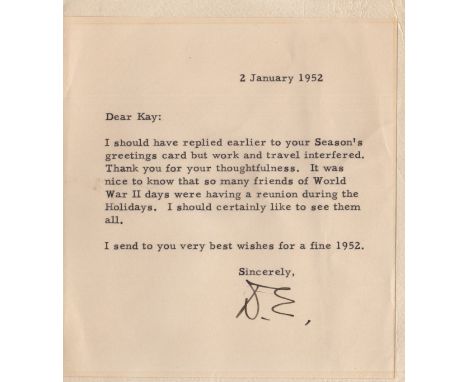 2 January 1952
Dear Kay:
I should have replied earlier to your Season's
greetings card but work and travel interfered.
Thank you for your thoughtfulness. It was
nice to know that so many friends of World
War II days were having a reunion during the
Holidays. I should certainly like to see them
all.
I send to you very best wishes for a fine 1952.
Sincerely,
D.E.